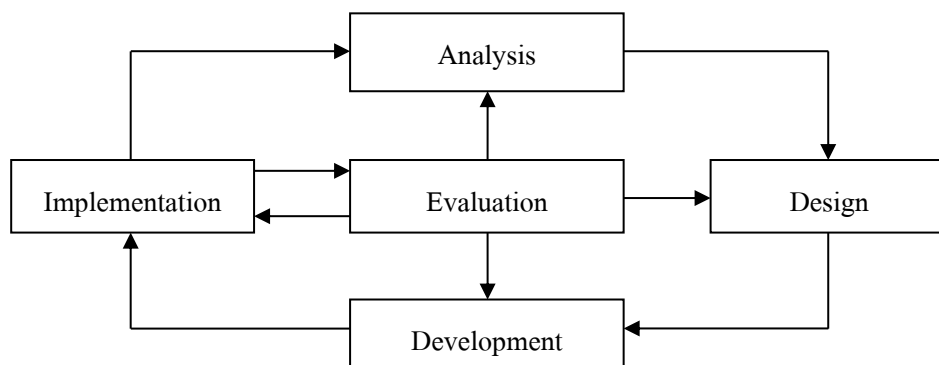 Analysis
Implementation
Evaluation
Design
Development